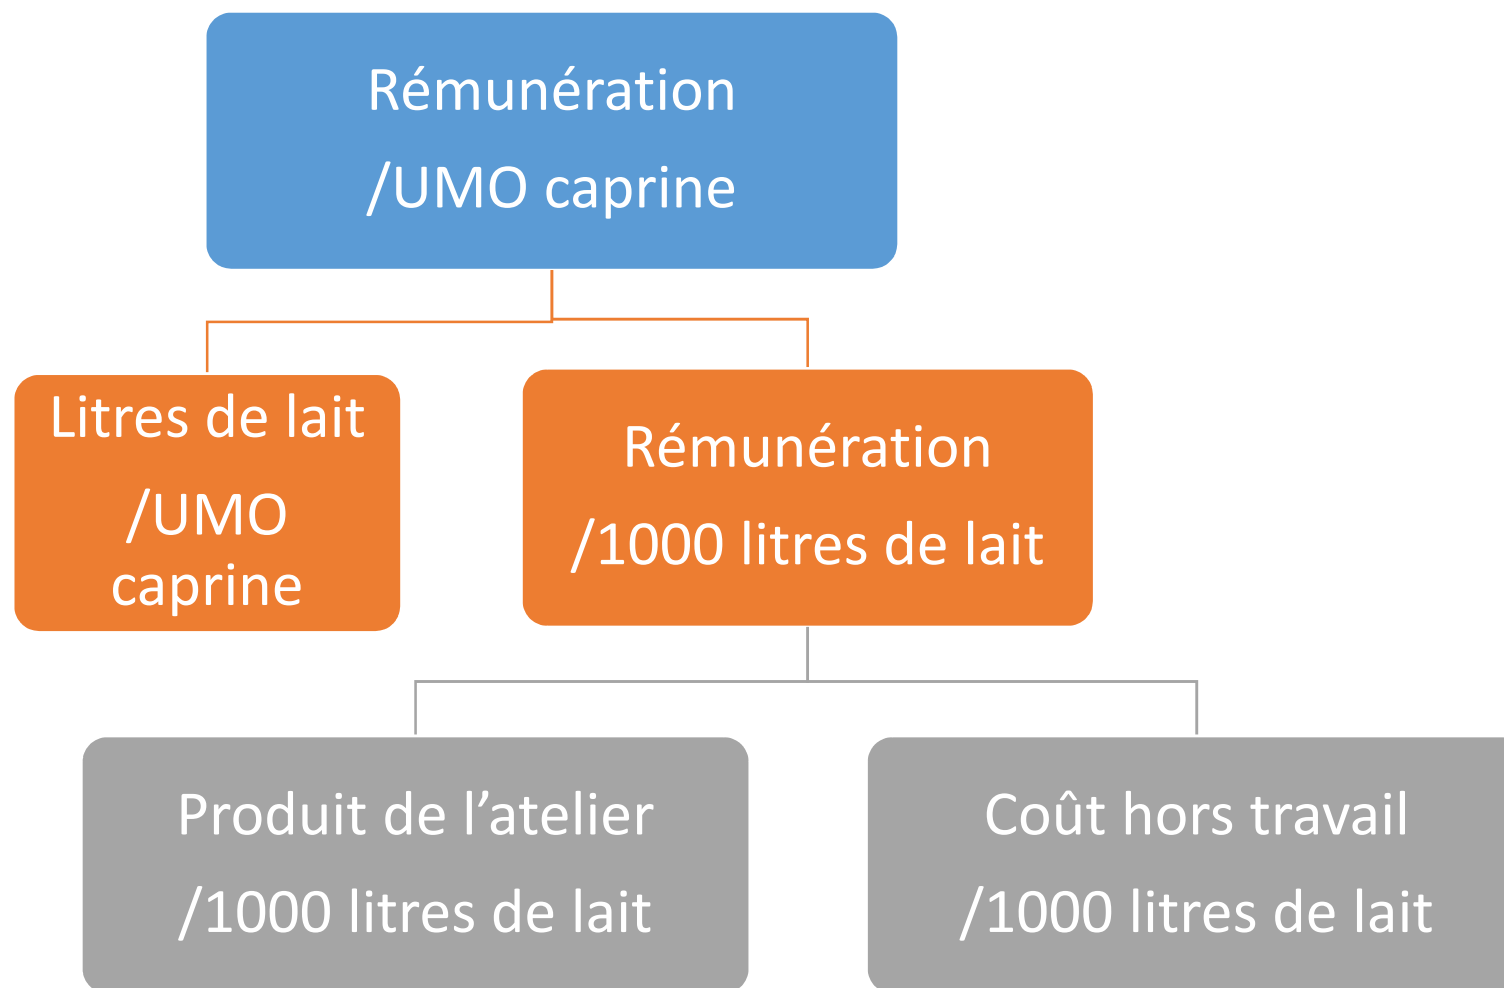 Rémunération
/UMO caprine
Litres de lait
/UMO
caprine
Rémunération
/1000 litres de lait
Produit de l’atelier
/1000 litres de lait
Coût hors travail
/1000 litres de lait